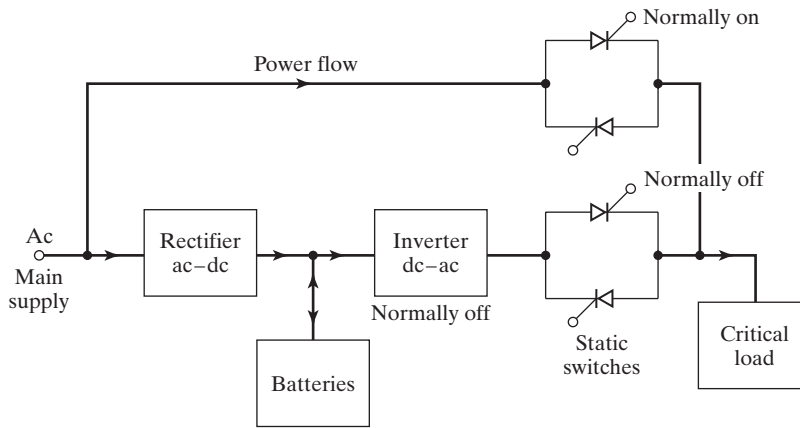 Normally on
Power flow
Normally off
Ac
Main
supply
Rectifier
ac–dc
Inverter
dc–ac
Normally off
Batteries
Static
switches
Critical
load